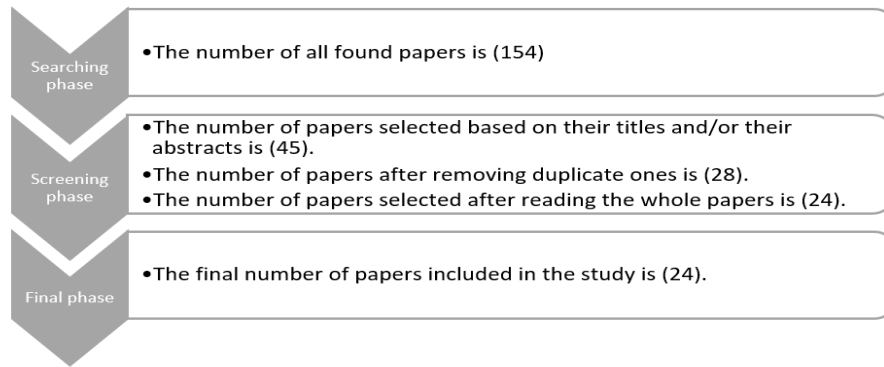 Searching
phase
•The number of all found papers is (154)
Screening
phase
•The number of papers selected based on their titles and/or their
abstracts is (45).
•The number of papers after removing duplicate ones is (28).
•The number of papers selected after reading the whole papers is (24).
Final phase
•The final number of papers included in the study is (24).